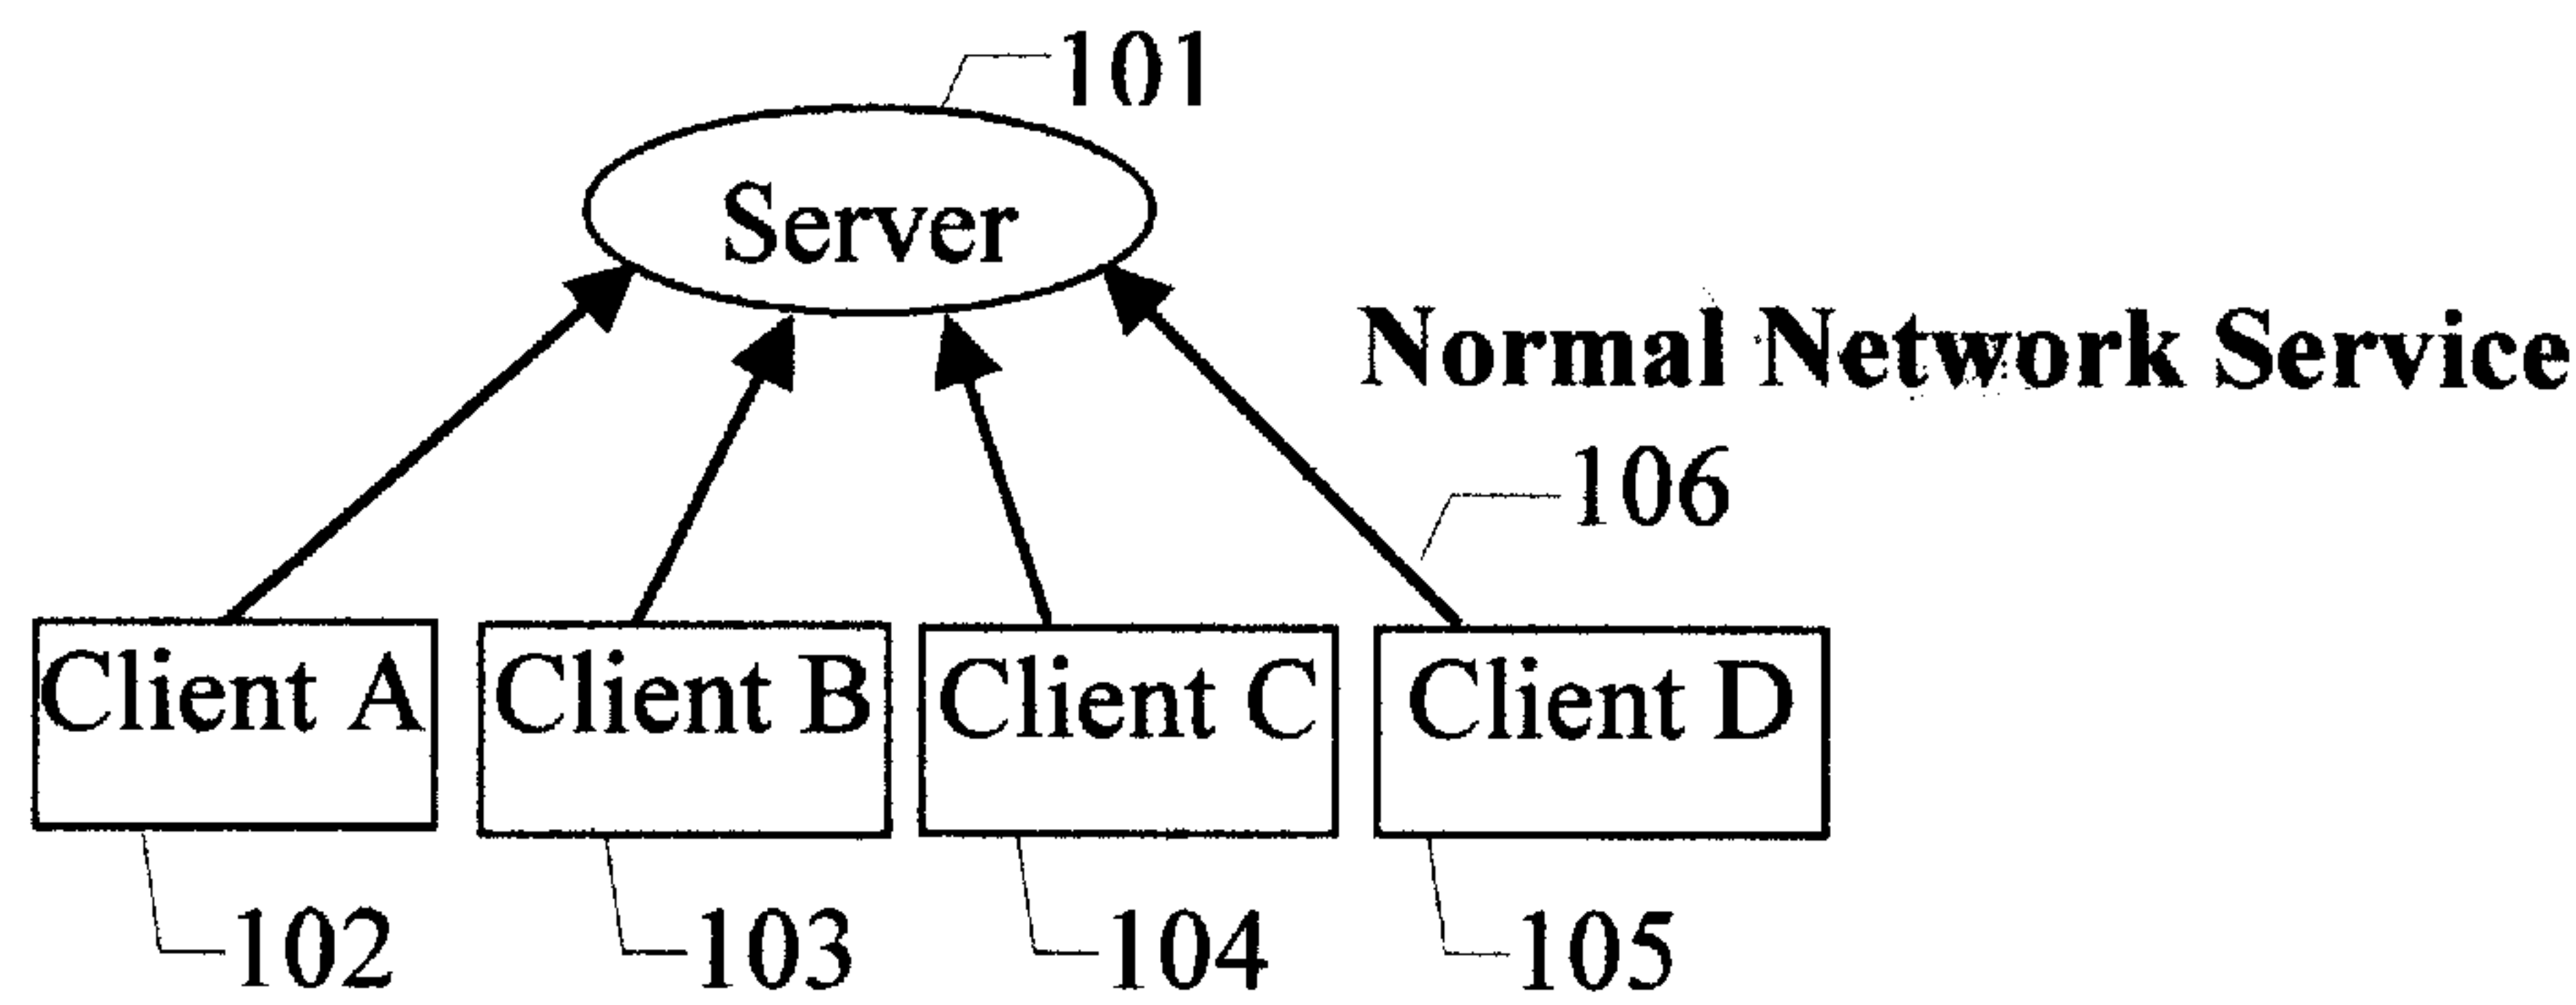 101
Server
Normal Network Service
106
Client A
Client B
Client C
Client D
102
103
104
105